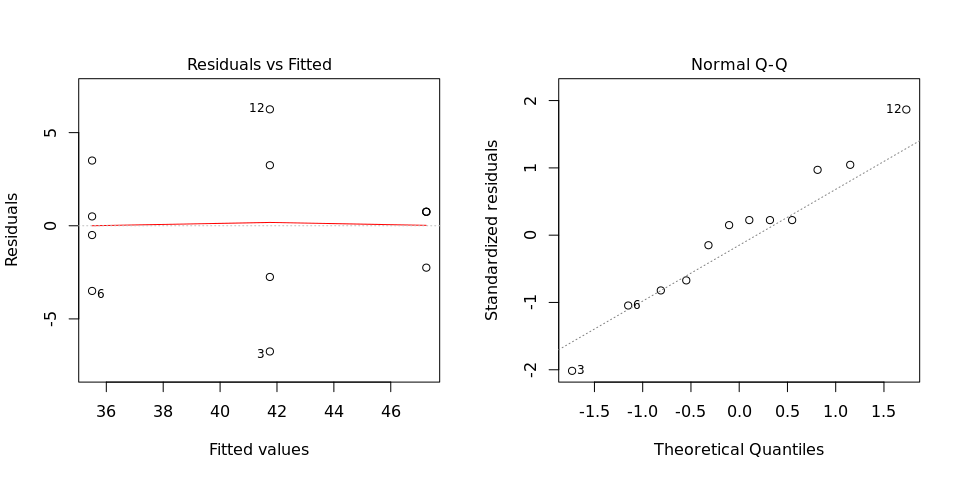 Residuals vs Fitted
Residuals
5
0
-5
12
6
3
36 38 40 42 44 46
Fitted values
Normal Q-Q
Standardized residuals
2
1
0
-1
-2
12
6
3
-1.5 -1.0 -0.5 0.0 0.5 1.0 1.5
Theoretical Quantiles